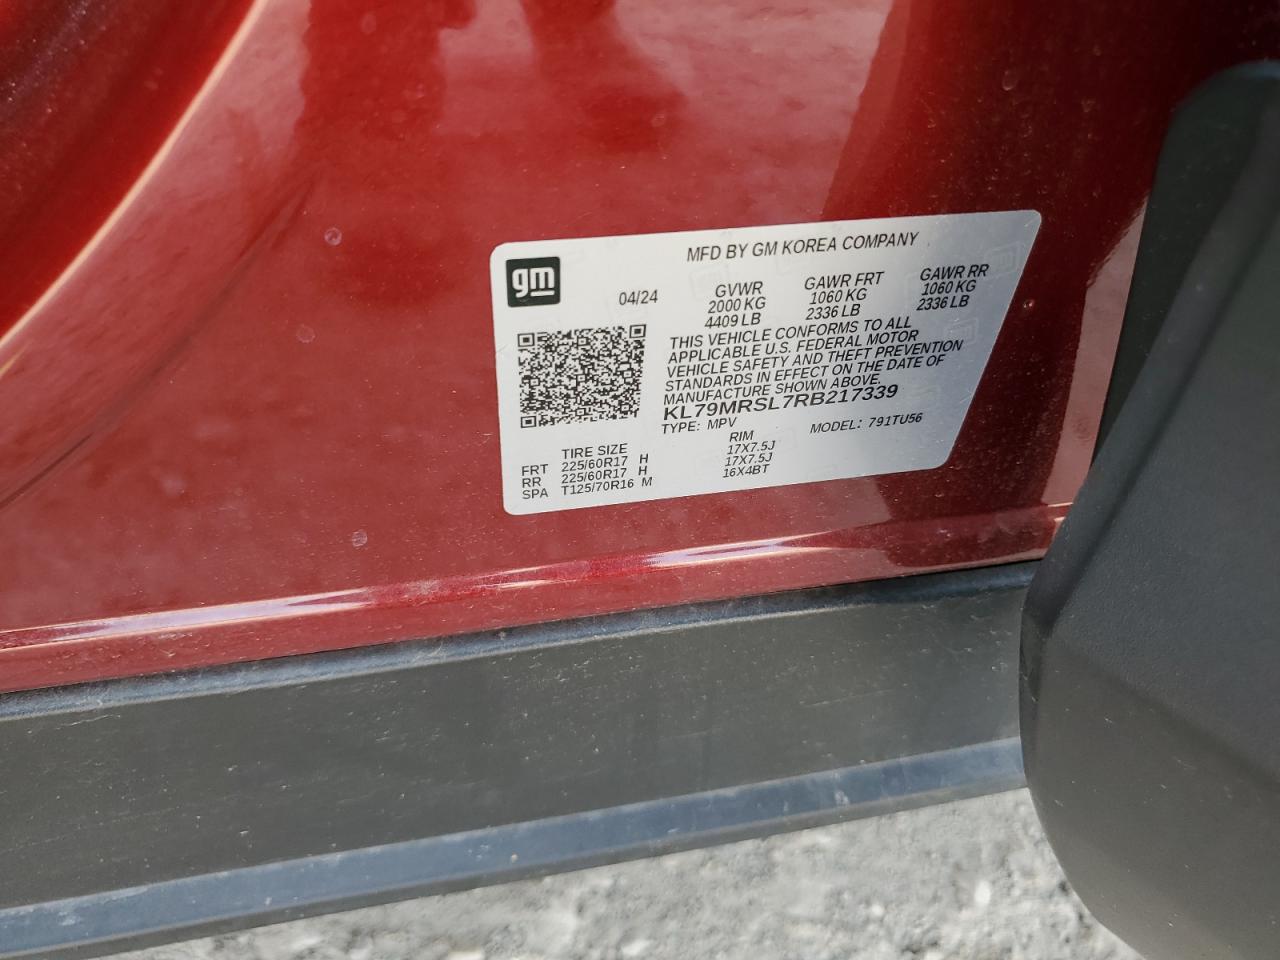 MFD BY GM KOREA COMPANY
gm
04/24
GVWR GAWR FRT GAWR RR
2000 KG 1060 KG 1060 KG
4409 LB 2336 LB 2336 LB
THIS VEHICLE CONFORMS TO ALL
APPLICABLE U.S. FEDERAL MOTOR
VEHICLE SAFETY AND THEFT PREVENTION
STANDARDS IN EFFECT ON THE DATE OF
MANUFACTURE SHOWN ABOVE.
KL79MRSL7RB217339
TYPE: MPV MODEL: 791TU56
TIRE SIZE RIM
FRT 225/60R17 H 17X7.5J
RR 225/60R17 H 17X7.5J
SPA T125/70R16 M 16X4BT